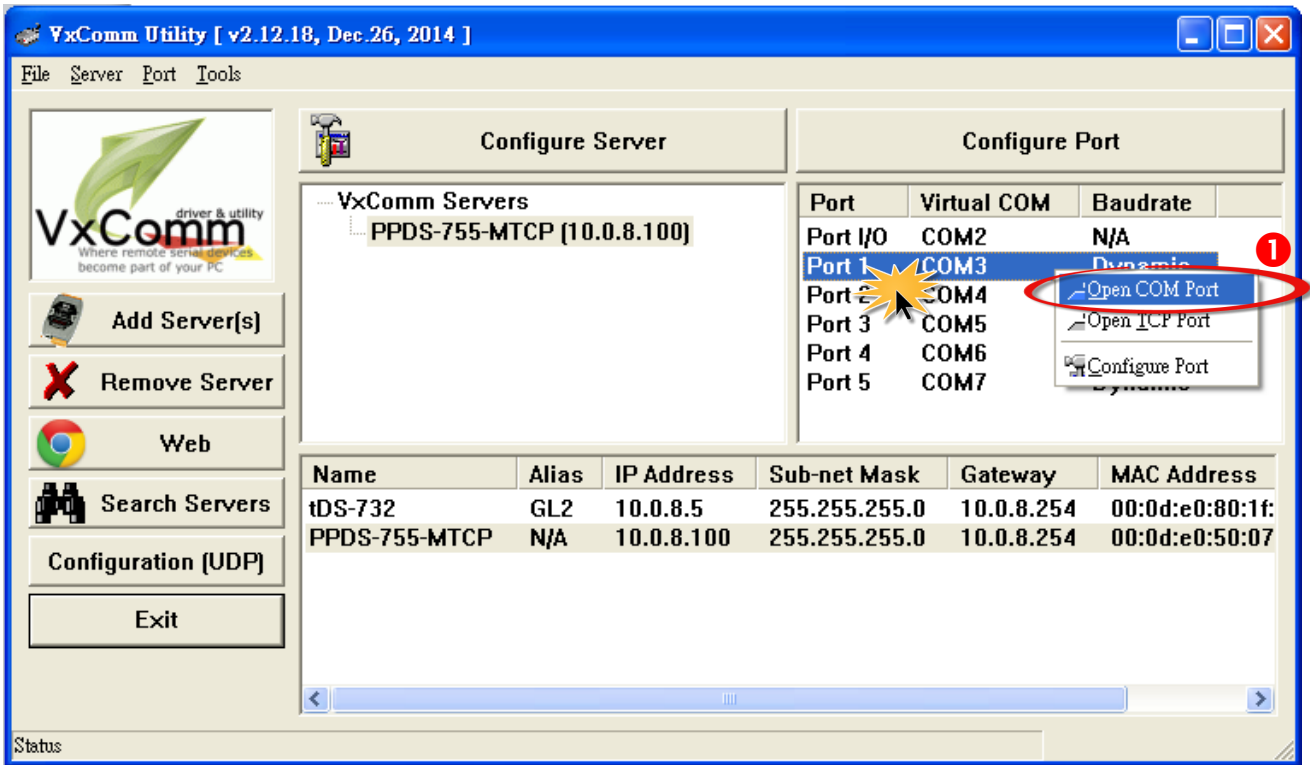 VxComm Utility [ v2.12.18, Dec.26, 2014 ]
File Server Port Tools
VxComm
driver & utility
Where remote serial devices
become part of your PC
Add Server(s)
Remove Server
Web
Search Servers
Configuration (UDP)
Exit
Configure Server
VxComm Servers
PPDS-755-MTCP (10.0.8.100)
Configure Port
Port Virtual COM Baudrate
Port I/O COM2 N/A
Port 1 COM3 Dynamic
Port 2 COM4
Port 3 COM5
Port 4 COM6
Port 5 COM7 Dynamic
1
Open COM Port
Open TCP Port
Configure Port
Name Alias IP Address Sub-net Mask Gateway MAC Address
tDS-732 GL2 10.0.8.5 255.255.255.0 10.0.8.254 00:0d:e0:80:1f:
PPDS-755-MTCP N/A 10.0.8.100 255.255.255.0 10.0.8.254 00:0d:e0:50:07
Status